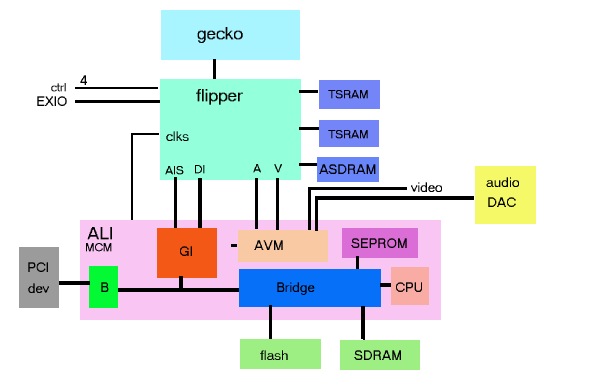 gecko
4
ctrl
EXIO
flipper
TSRAM
clks
TSRAM
AIS DI A V
ASDRAM
video
audio
DAC
ALI
MCM
GI
AVM
SEPROM
PCI
dev
B
Bridge
CPU
flash
SDRAM